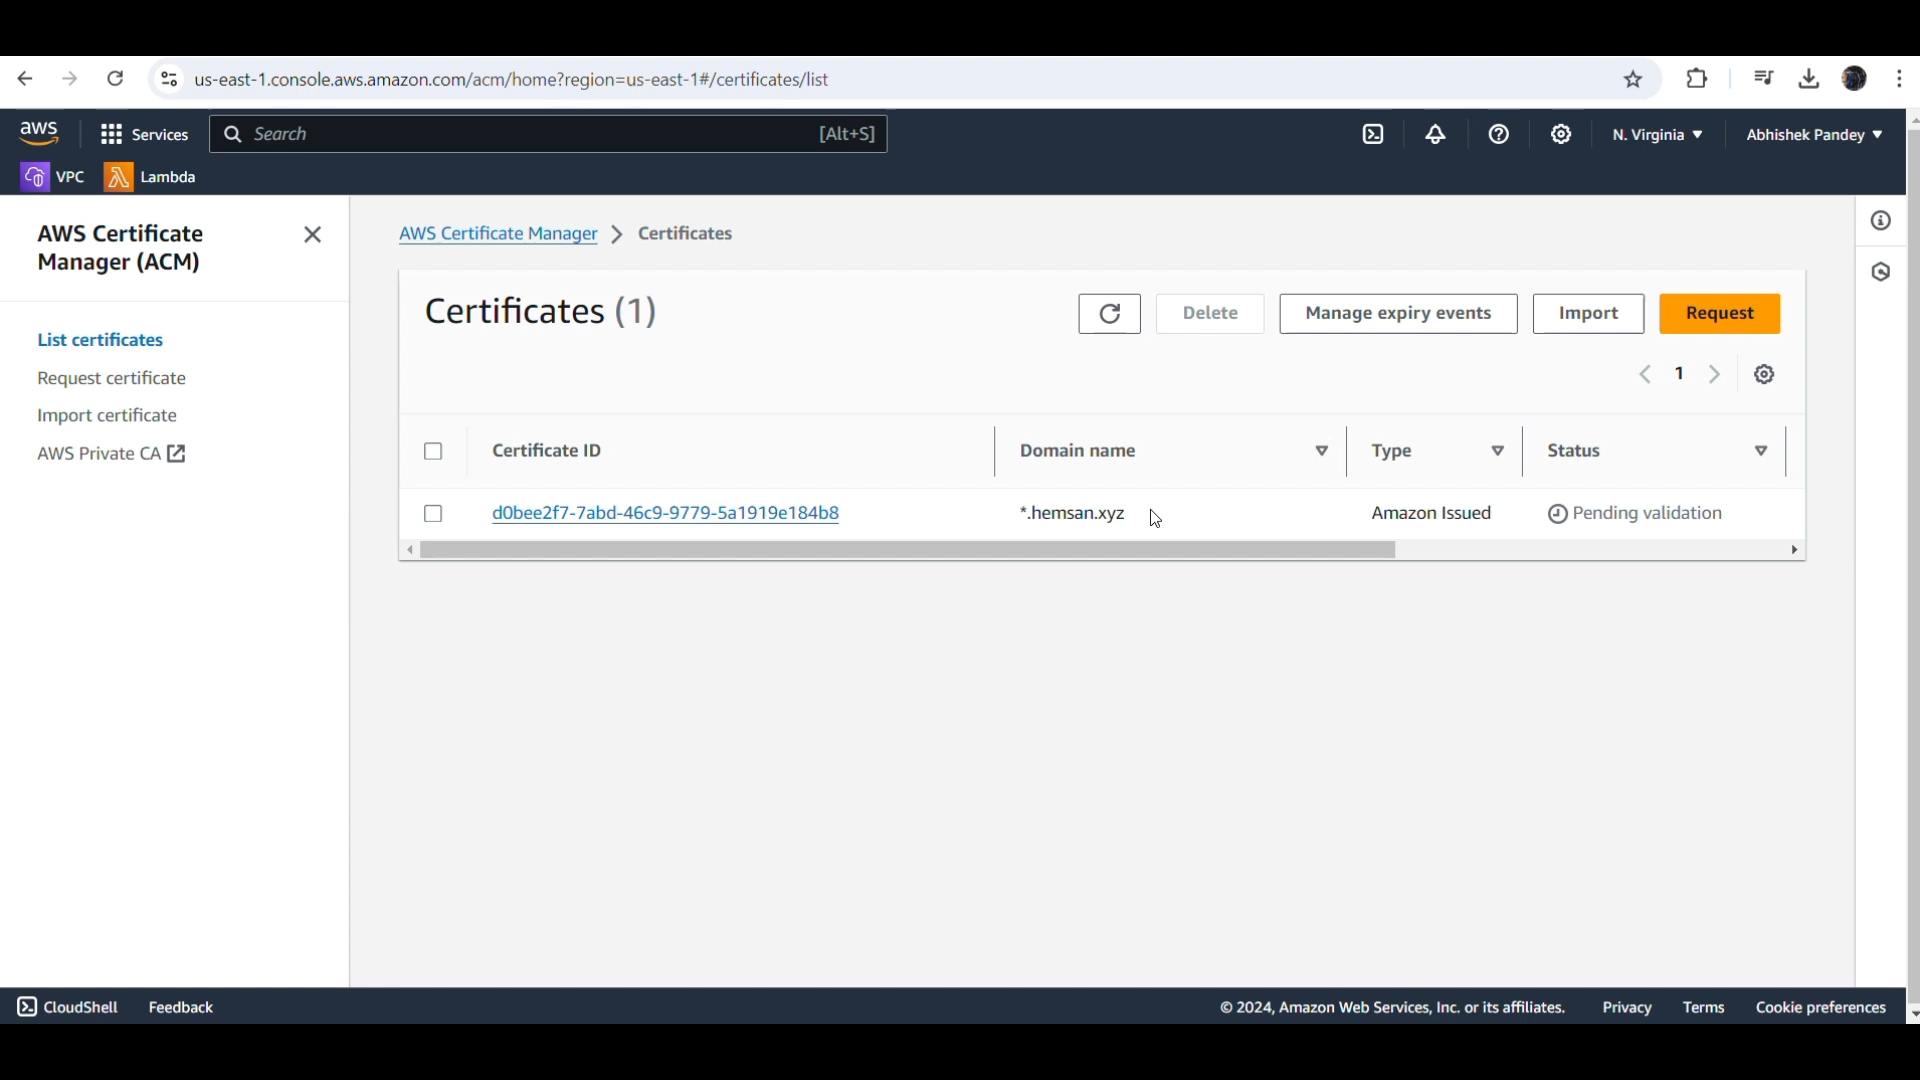 us-east-1.console.aws.amazon.com/acm/home?region=us-east-1#/certificates/list
aws Services Search [Alt+S] N. Virginia Abhishek Pandey
VPC Lambda
AWS Certificate
Manager (ACM)
List certificates
Request certificate
Import certificate
AWS Private CA
AWS Certificate Manager > Certificates
Certificates (1) Delete Manage expiry events Import Request
1
Certificate ID Domain name Type Status
d0bee2f7-7abd-46c9-9779-5a1919e184b8 *.hemsan.xyz Amazon Issued Pending validation
CloudShell Feedback © 2024, Amazon Web Services, Inc. or its affiliates. Privacy Terms Cookie preferences